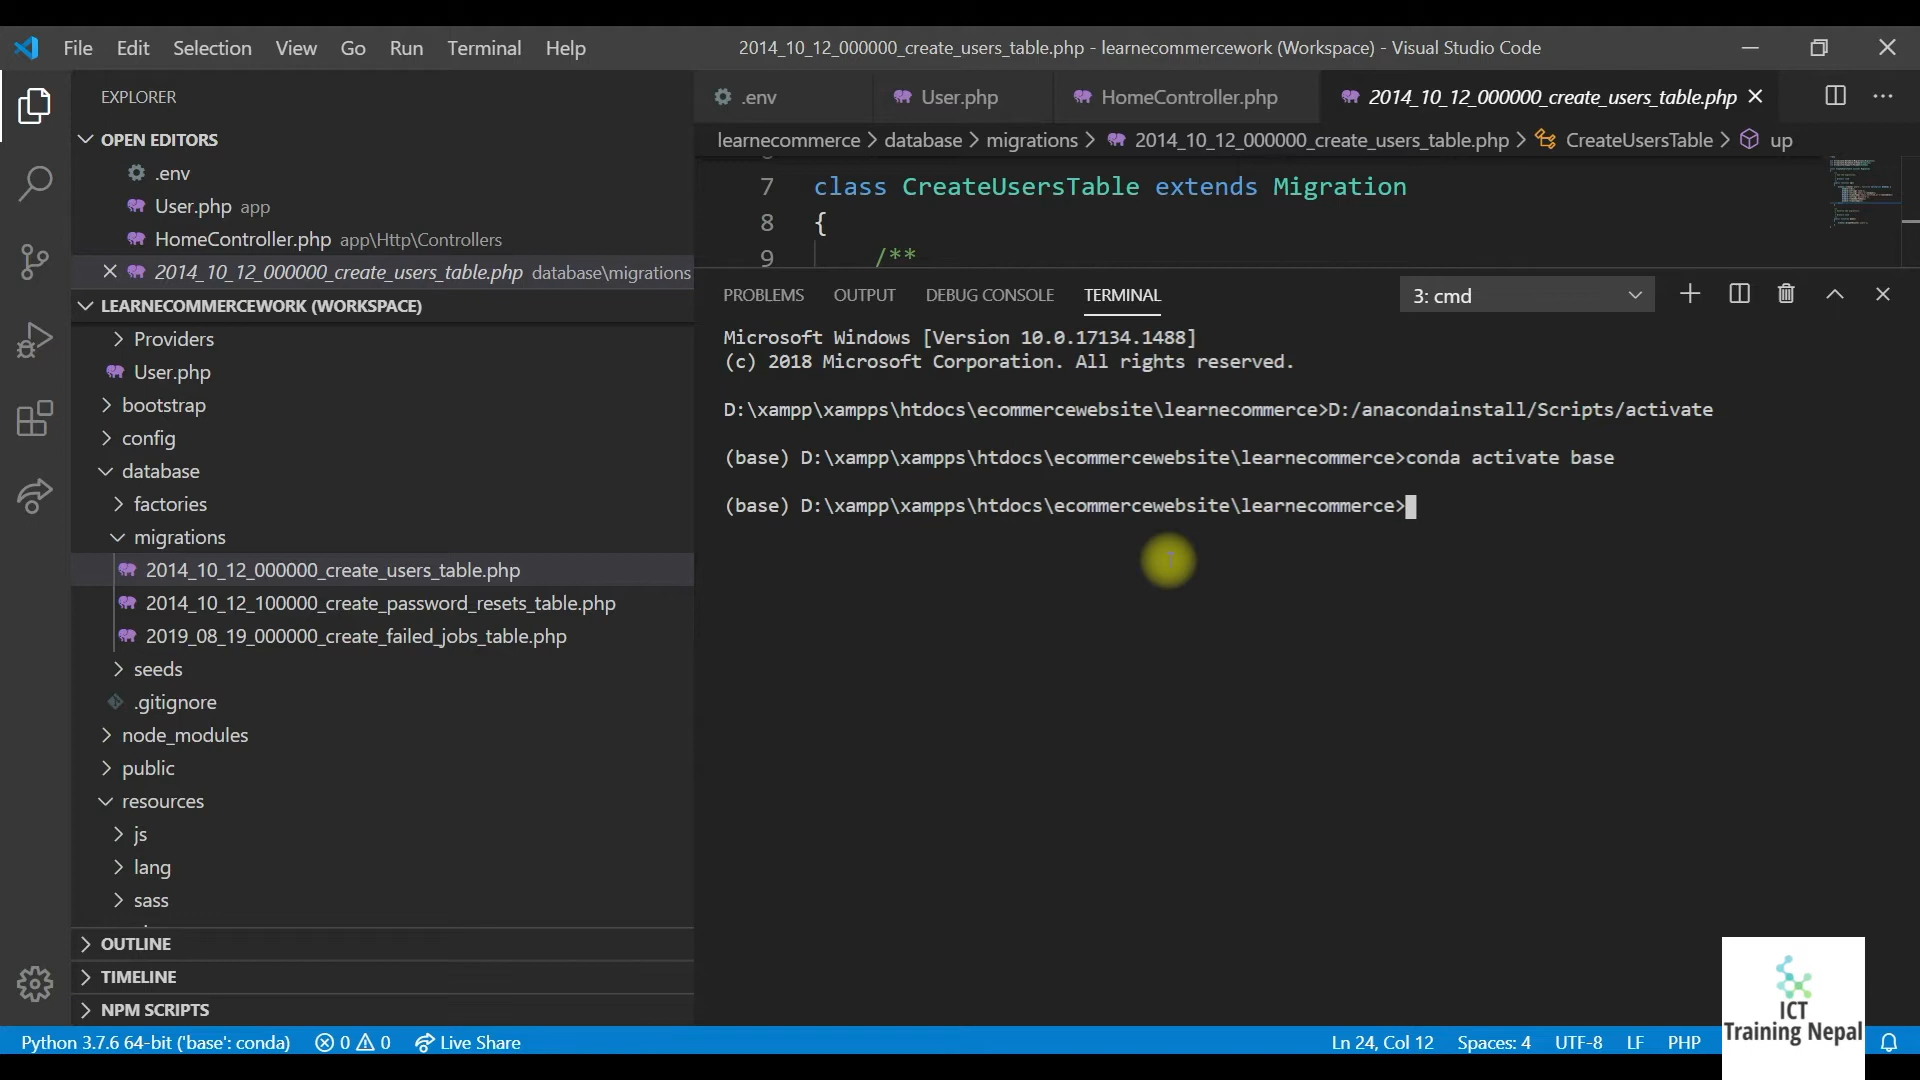 File Edit Selection View Go Run Terminal Help
2014_10_12_000000_create_users_table.php - learnecommercework (Workspace) - Visual Studio Code
EXPLORER
OPEN EDITORS
.env
User.php app
HomeController.php app\Http\Controllers
2014_10_12_000000_create_users_table.php database\migrations
LEARNECOMMERCEWORK (WORKSPACE)
Providers
User.php
bootstrap
config
database
factories
migrations
2014_10_12_000000_create_users_table.php
2014_10_12_100000_create_password_resets_table.php
2019_08_19_000000_create_failed_jobs_table.php
seeds
.gitignore
node_modules
public
resources
js
lang
sass
OUTLINE
TIMELINE
NPM SCRIPTS
.env User.php HomeController.php 2014_10_12_000000_create_users_table.php
learnecommerce > database > migrations > 2014_10_12_000000_create_users_table.php > CreateUsersTable > up
7 class CreateUsersTable extends Migration
8 {
9 /**
PROBLEMS OUTPUT DEBUG CONSOLE TERMINAL 3: cmd
Microsoft Windows [Version 10.0.17134.1488]
(c) 2018 Microsoft Corporation. All rights reserved.
D:\xampp\xampps\htdocs\ecommercewebsite\learnecommerce>D:/anacondainstall/Scripts/activate
(base) D:\xampp\xampps\htdocs\ecommercewebsite\learnecommerce>conda activate base
(base) D:\xampp\xampps\htdocs\ecommercewebsite\learnecommerce>
ICT
Training Nepal
Python 3.7.6 64-bit ('base': conda) 0 0 Live Share Ln 24, Col 12 Spaces: 4 UTF-8 LF PHP